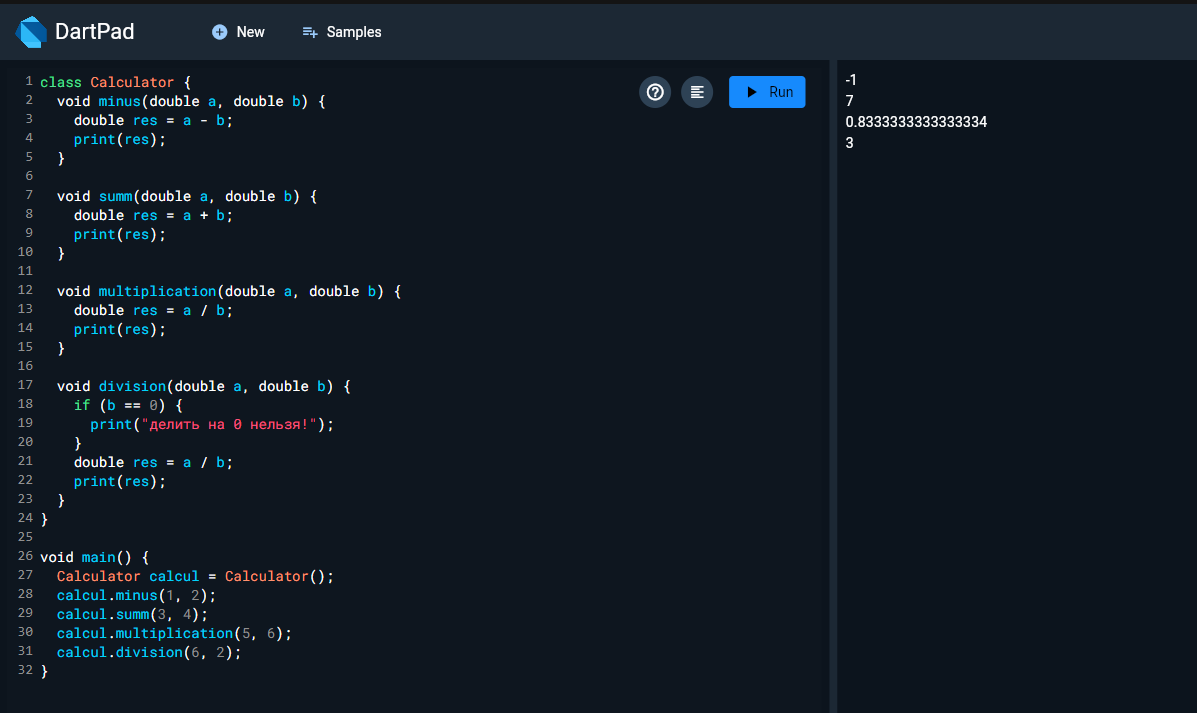 DartPad
New
Samples
Run
1 class Calculator {
2   void minus(double a, double b) {
3     double res = a - b;
4     print(res);
5   }
6
7   void summ(double a, double b) {
8     double res = a + b;
9     print(res);
10   }
11
12   void multiplication(double a, double b) {
13     double res = a / b;
14     print(res);
15   }
16
17   void division(double a, double b) {
18     if (b == 0) {
19       print("делить на 0 нельзя!");
20     }
21     double res = a / b;
22     print(res);
23   }
24 }
25
26 void main() {
27   Calculator calcul = Calculator();
28   calcul.minus(1, 2);
29   calcul.summ(3, 4);
30   calcul.multiplication(5, 6);
31   calcul.division(6, 2);
32 }
-1
7
0.8333333333333334
3